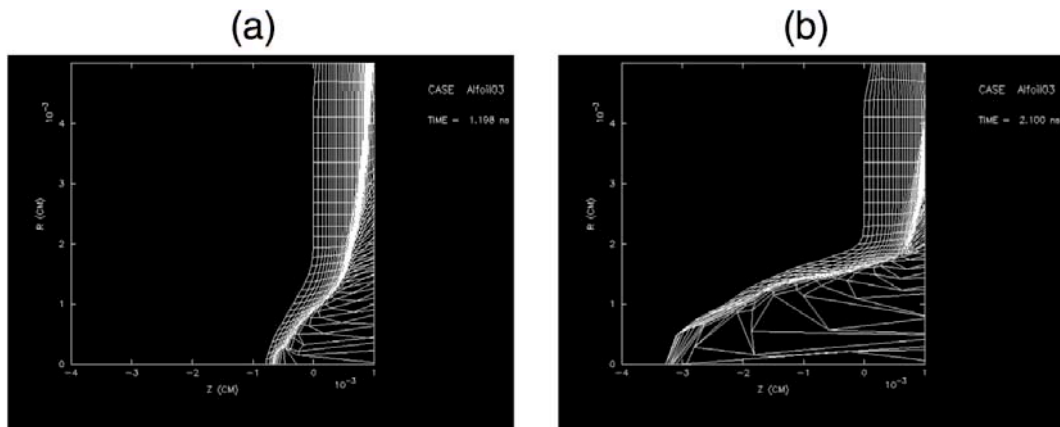 (a)
(b)
CASE Alfoil03
TIME = 1.198 ns
10⁻³
4
3
2
1
0
R (CM)
-4
-3
-2
-1
0
1
Z (CM)
10⁻³
CASE Alfoil03
TIME = 2.100 ns
10⁻³
4
3
2
1
0
R (CM)
-4
-3
-2
-1
0
1
Z (CM)
10⁻³